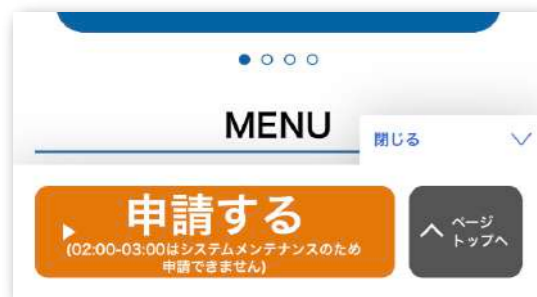 MENU
閉じる
申請する
(02:00-03:00はシステムメンテナンスのため
申請できません)
ページ
トップへ